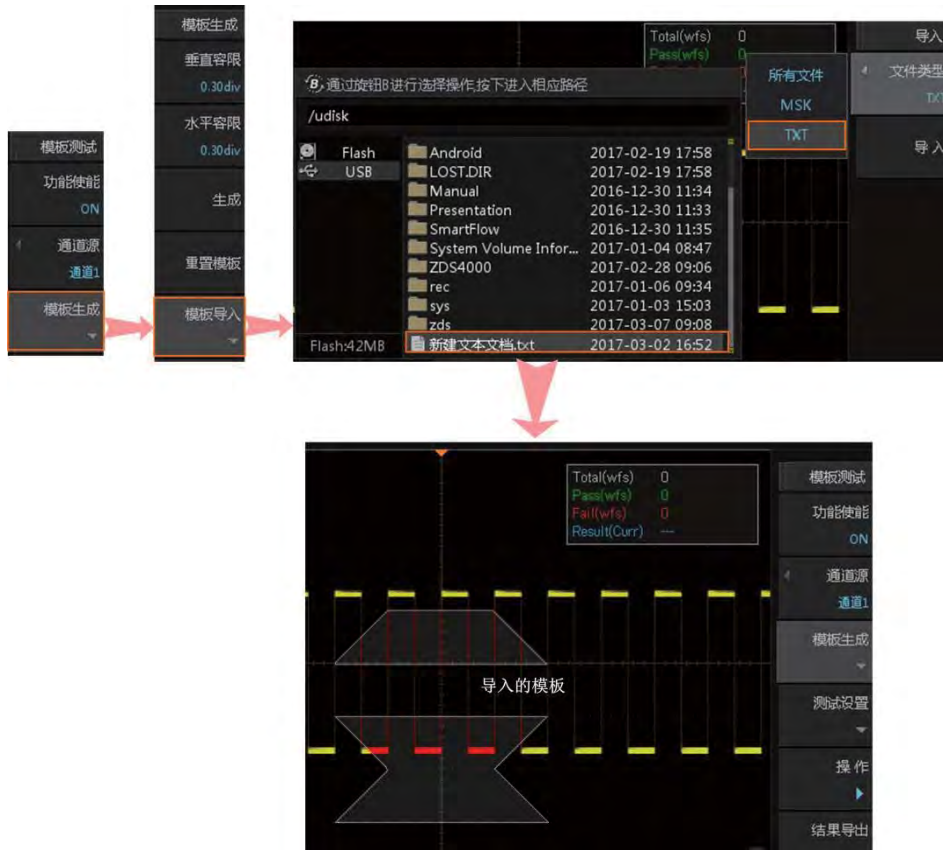 模板测试
功能使能
ON
通道源
通道1
模板生成
模板生成
垂直容限
0.30div
水平容限
0.30div
生成
重置模板
模板导入
Total(wfs) 0
Pass(wfs) 0
通过旋钮B进行选择操作,按下进入相应路径
/udisk
Flash
USB
Android 2017-02-19 17:58
LOST.DIR 2017-02-19 17:58
Manual 2016-12-30 11:34
Presentation 2016-12-30 11:33
SmartFlow 2016-12-30 11:35
System Volume Infor... 2017-01-04 08:47
ZDS4000 2017-02-28 09:06
rec 2017-01-06 09:34
sys 2017-01-03 15:03
zds 2017-03-07 09:08
新建文本文档.txt 2017-03-02 16:52
Flash:42MB
所有文件
MSK
TXT
导入
文件类型
TXT
导入
Total(wfs) 0
Pass(wfs) 0
Fail(wfs) 0
Result(Curr) ---
导入的模板
模板测试
功能使能
ON
通道源
通道1
模板生成
测试设置
操作
结果导出